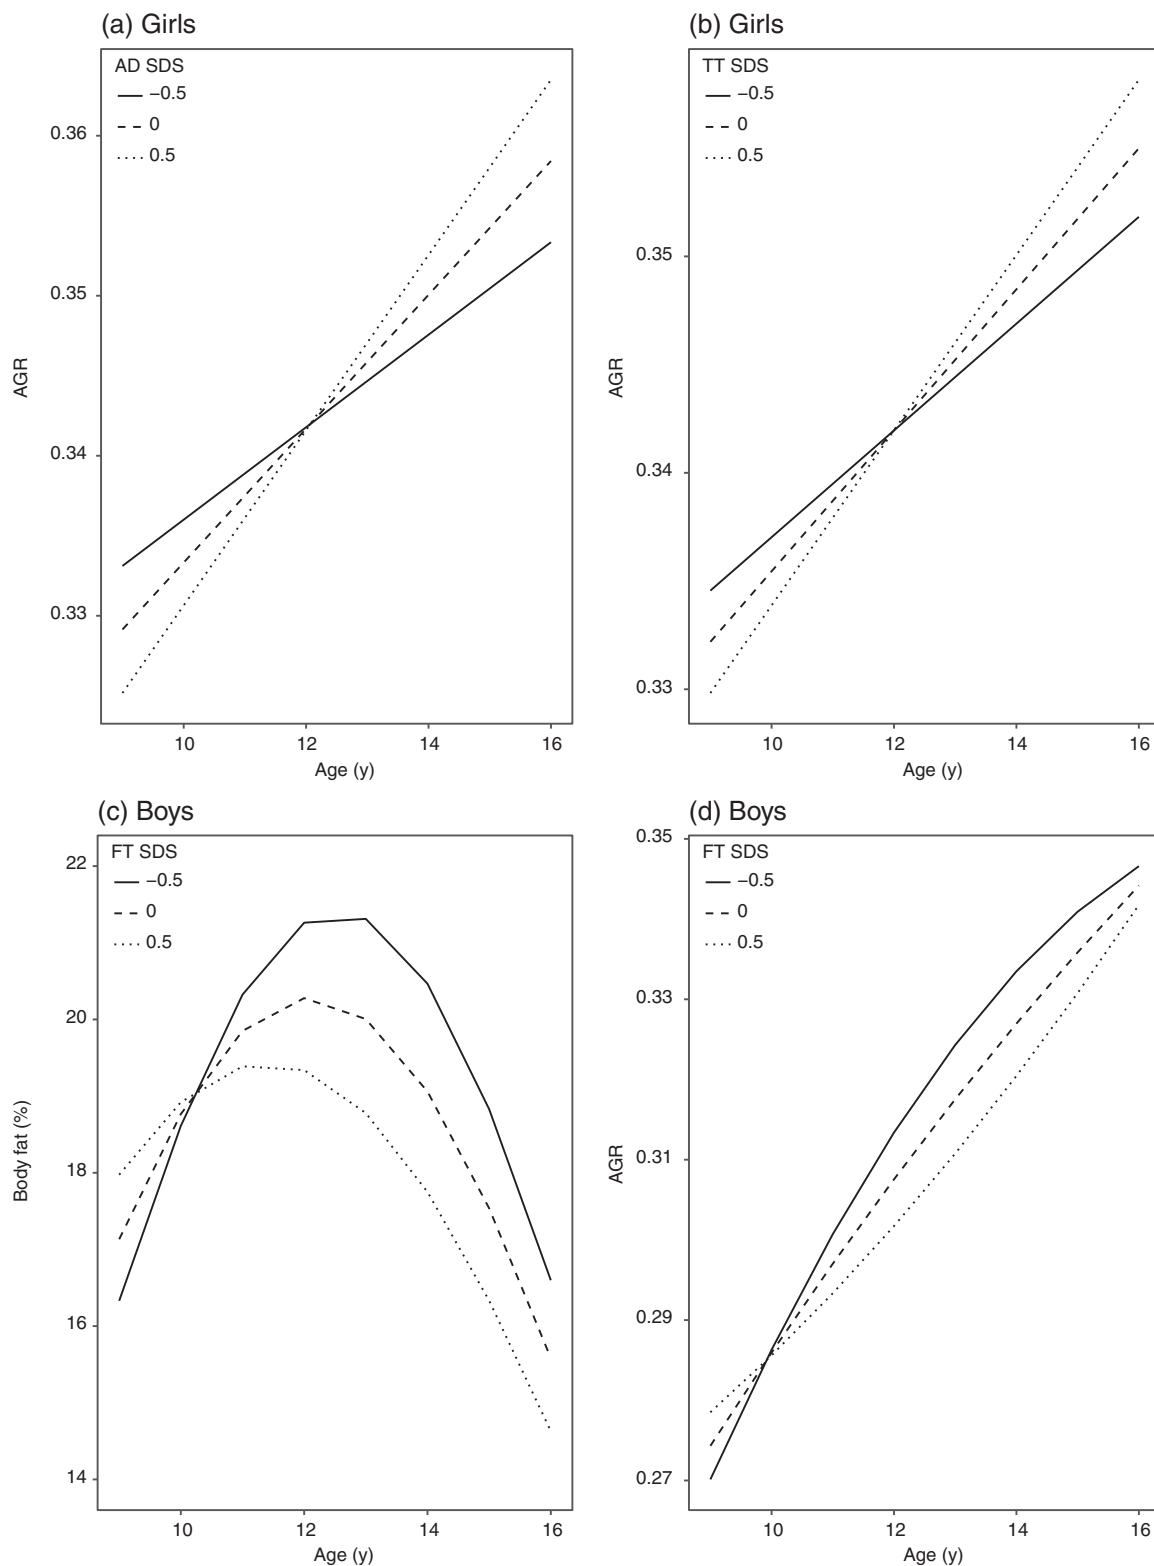 (a) Girls
AD SDS
−0.5
0
0.5
0.36
0.35
0.34
0.33
AGR
10 12 14 16
Age (y)
(b) Girls
TT SDS
−0.5
0
0.5
0.35
0.34
0.33
AGR
10 12 14 16
Age (y)
(c) Boys
FT SDS
−0.5
0
0.5
22
20
18
16
14
Body fat (%)
10 12 14 16
Age (y)
(d) Boys
FT SDS
−0.5
0
0.5
0.35
0.33
0.31
0.29
0.27
AGR
10 12 14 16
Age (y)